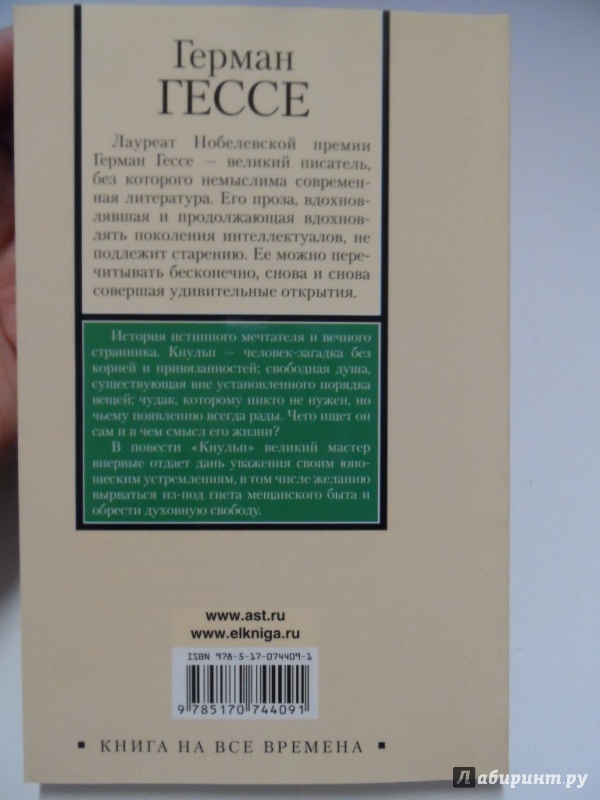 Герман
ГЕССЕ
Лауреат Нобелевской премии
Герман Гессе — великий писатель,
без которого немыслима современ-
ная литература. Его проза, вдохнов-
лявшая и продолжающая вдохнов-
лять поколения интеллектуалов, не
подлежит старению. Ее можно пере-
читывать бесконечно, снова и снова
совершая удивительные открытия.
История истинного мечтателя и вечного
странника. Кнульп — человек-загадка без
корней и привязанностей; свободная душа,
существующая вне установленного порядка
вещей; чудак, которому никто не нужен, но
чьему появлению всегда рады. Чего ищет он
сам и в чем смысл его жизни?
В повести «Кнульп» великий мастер
впервые отдает дань уважения своим юно-
шеским устремлениям, в том числе желанию
вырваться из-под гнета мещанского быта и
обрести духовную свободу.
www.ast.ru
www.elkniga.ru
ISBN 978-5-17-074409-1
9 785170 744091
▪ КНИГА НА ВСЕ ВРЕМЕНА ▪
Лабиринт.ру